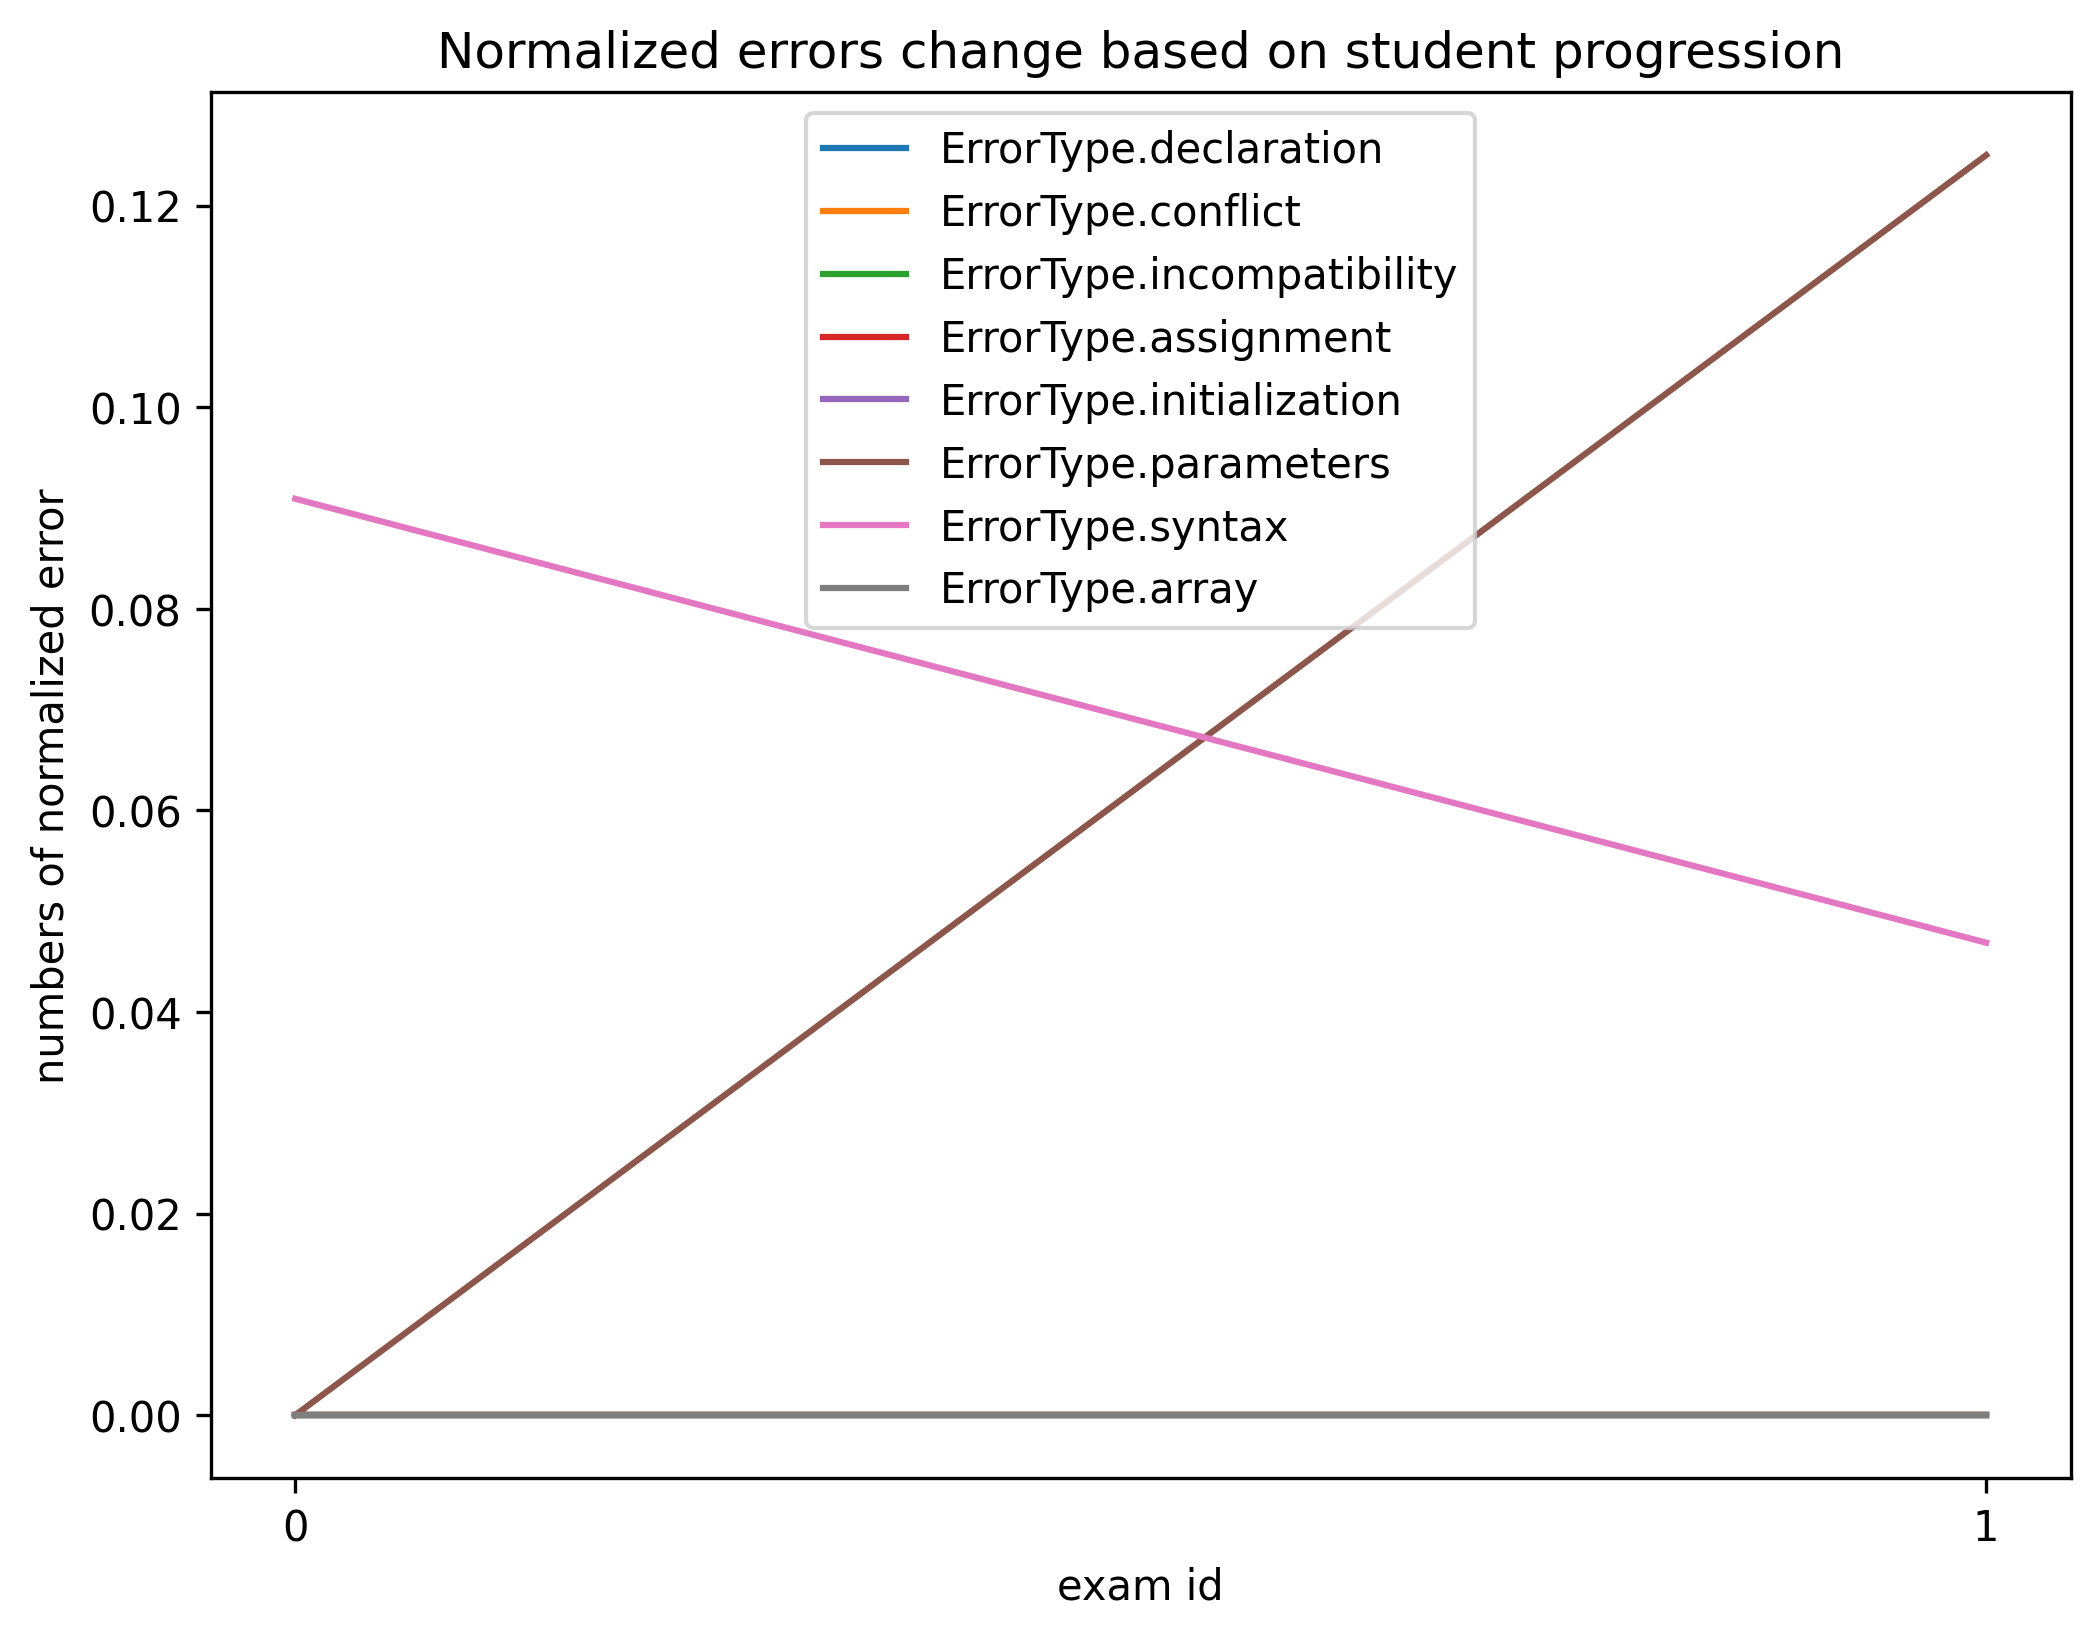 Normalized errors change based on student progression
ErrorType.declaration
ErrorType.conflict
ErrorType.incompatibility
ErrorType.assignment
ErrorType.initialization
ErrorType.parameters
ErrorType.syntax
ErrorType.array
numbers of normalized error
0.12
0.10
0.08
0.06
0.04
0.02
0.00
0 1
exam id